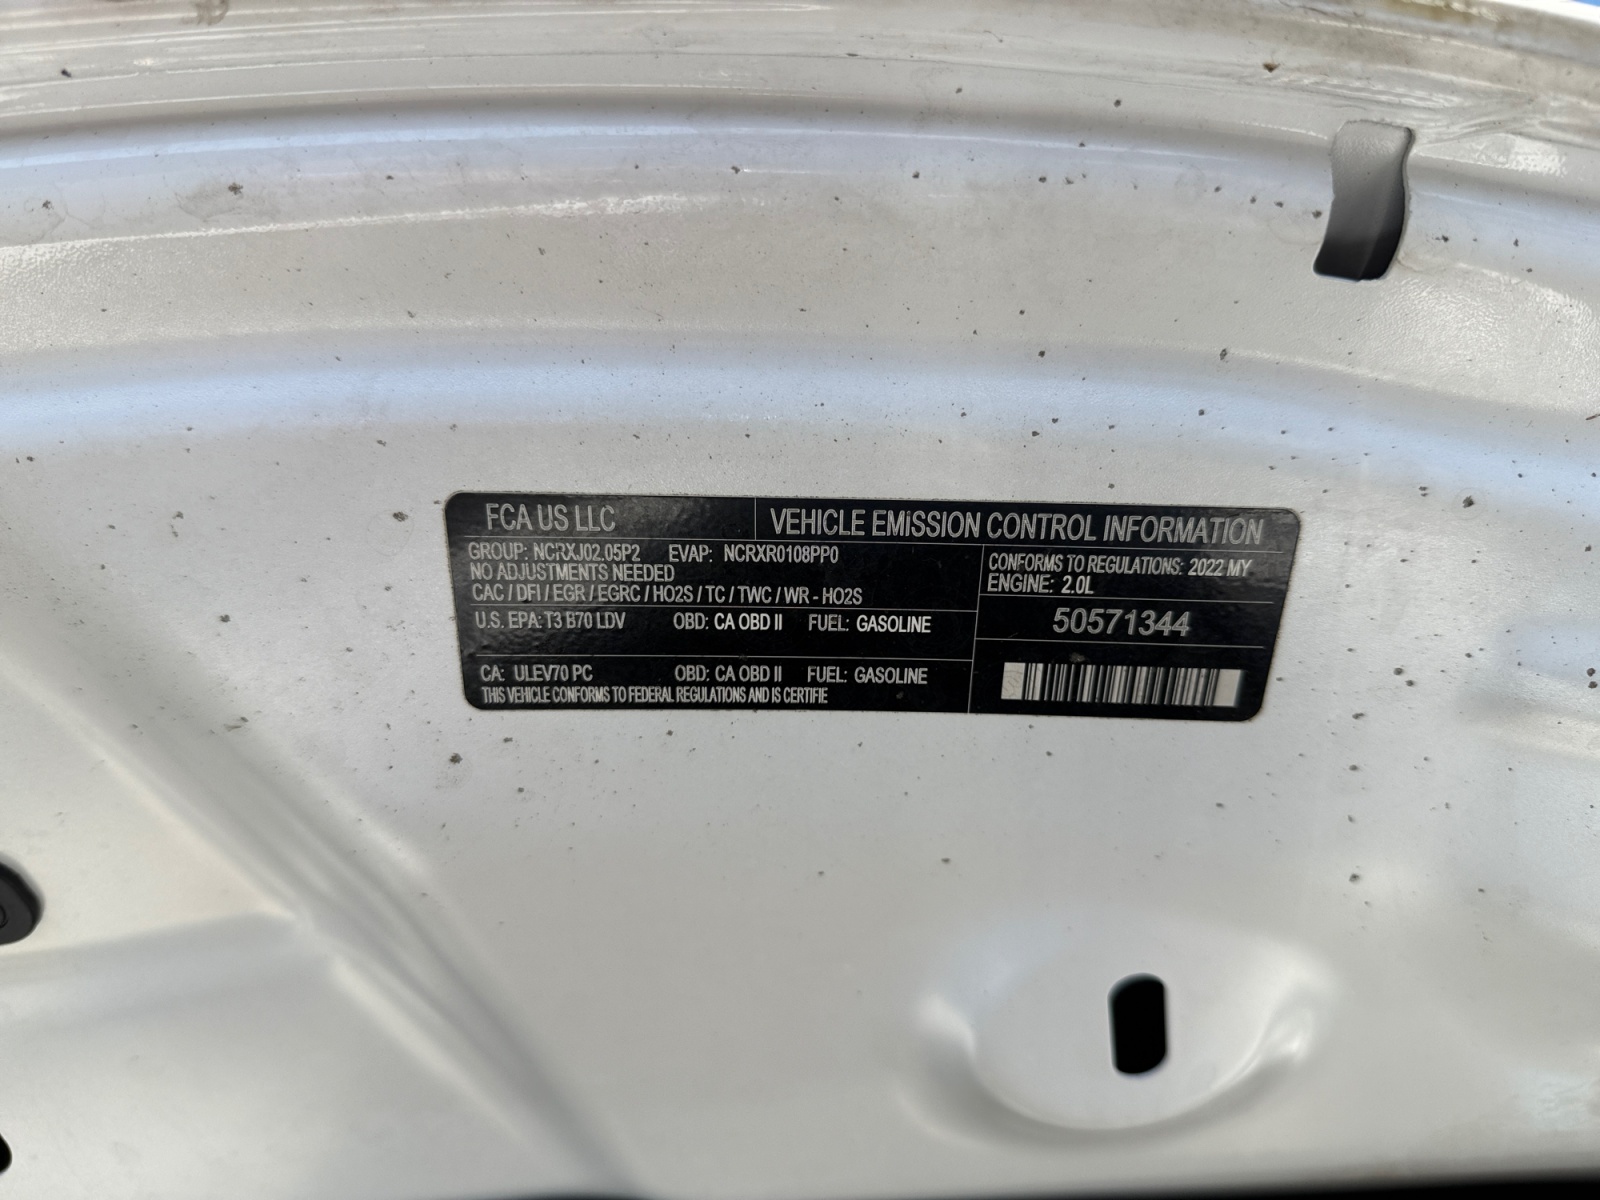 FCA US LLC
VEHICLE EMISSION CONTROL INFORMATION
GROUP: NCRXJ02.05P2 EVAP: NCRXR0108PP0
NO ADJUSTMENTS NEEDED
CAC / DFI / EGR / EGRC / HO2S / TC / TWC / WR - HO2S
CONFORMS TO REGULATIONS: 2022 MY
ENGINE: 2.0L
U.S. EPA: T3 B70 LDV OBD: CA OBD II FUEL: GASOLINE
50571344
CA: ULEV70 PC OBD: CA OBD II FUEL: GASOLINE
THIS VEHICLE CONFORMS TO FEDERAL REGULATIONS AND IS CERTIFIE